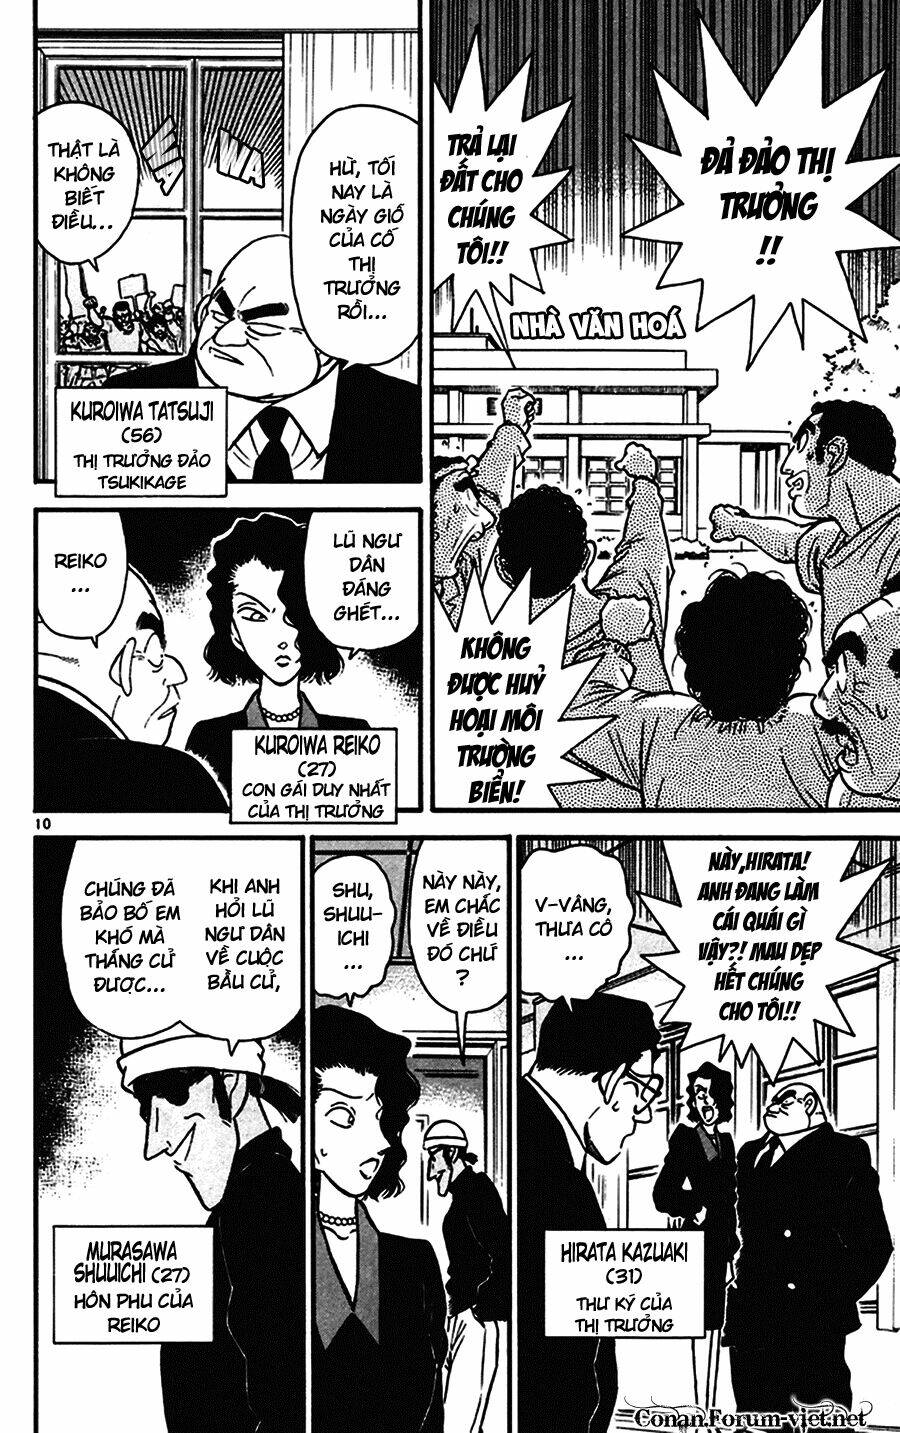 ĐẢ ĐẢO THỊ
TRƯỞNG
!!
TRẢ LẠI
ĐẤT CHO
CHÚNG
TÔI!!
NHÀ VĂN HOÁ
KHÔNG
ĐƯỢC HUỶ
HOẠI MÔI
TRƯỜNG
BIỂN!
HỪ, TỐI
NAY LÀ
NGÀY GIỐ
CỦA CỐ
THỊ
TRƯỞNG
RỒI...
THẬT LÀ
KHÔNG
BIẾT
ĐIỀU...
WA
WA
KUROIWA TATSUJI
(56)
THỊ TRƯỞNG ĐẢO
TSUKIKAGE
LŨ NGƯ
DÂN
ĐÁNG
GHÉT...
REIKO
...
KUROIWA REIKO
(27)
CON GÁI DUY NHẤT
CỦA THỊ TRƯỞNG
10
NÀY,HIRATA!
ANH ĐANG LÀM
CÁI QUÁI GÌ
VẬY?! MAU DẸP
HẾT CHÚNG
CHO TÔI!!
V-VÂNG,
THƯA CÔ
...
HIRATA KAZUAKI
(31)
THƯ KÝ CỦA
THỊ TRƯỞNG
NÀY NÀY,
EM CHẮC
VỀ ĐIỀU
ĐÓ CHỨ
?
SHU,
SHUU-
ICHI
...
KHI ANH
HỎI LŨ
NGƯ DÂN
VỀ CUỘC
BẦU CỬ,
CHÚNG ĐÃ
BẢO BỐ EM
KHÓ MÀ
THẮNG CỬ
ĐƯỢC...
MURASAWA
SHUUICHI (27)
HÔN PHU CỦA
REIKO
Conan.Forum-viet.net